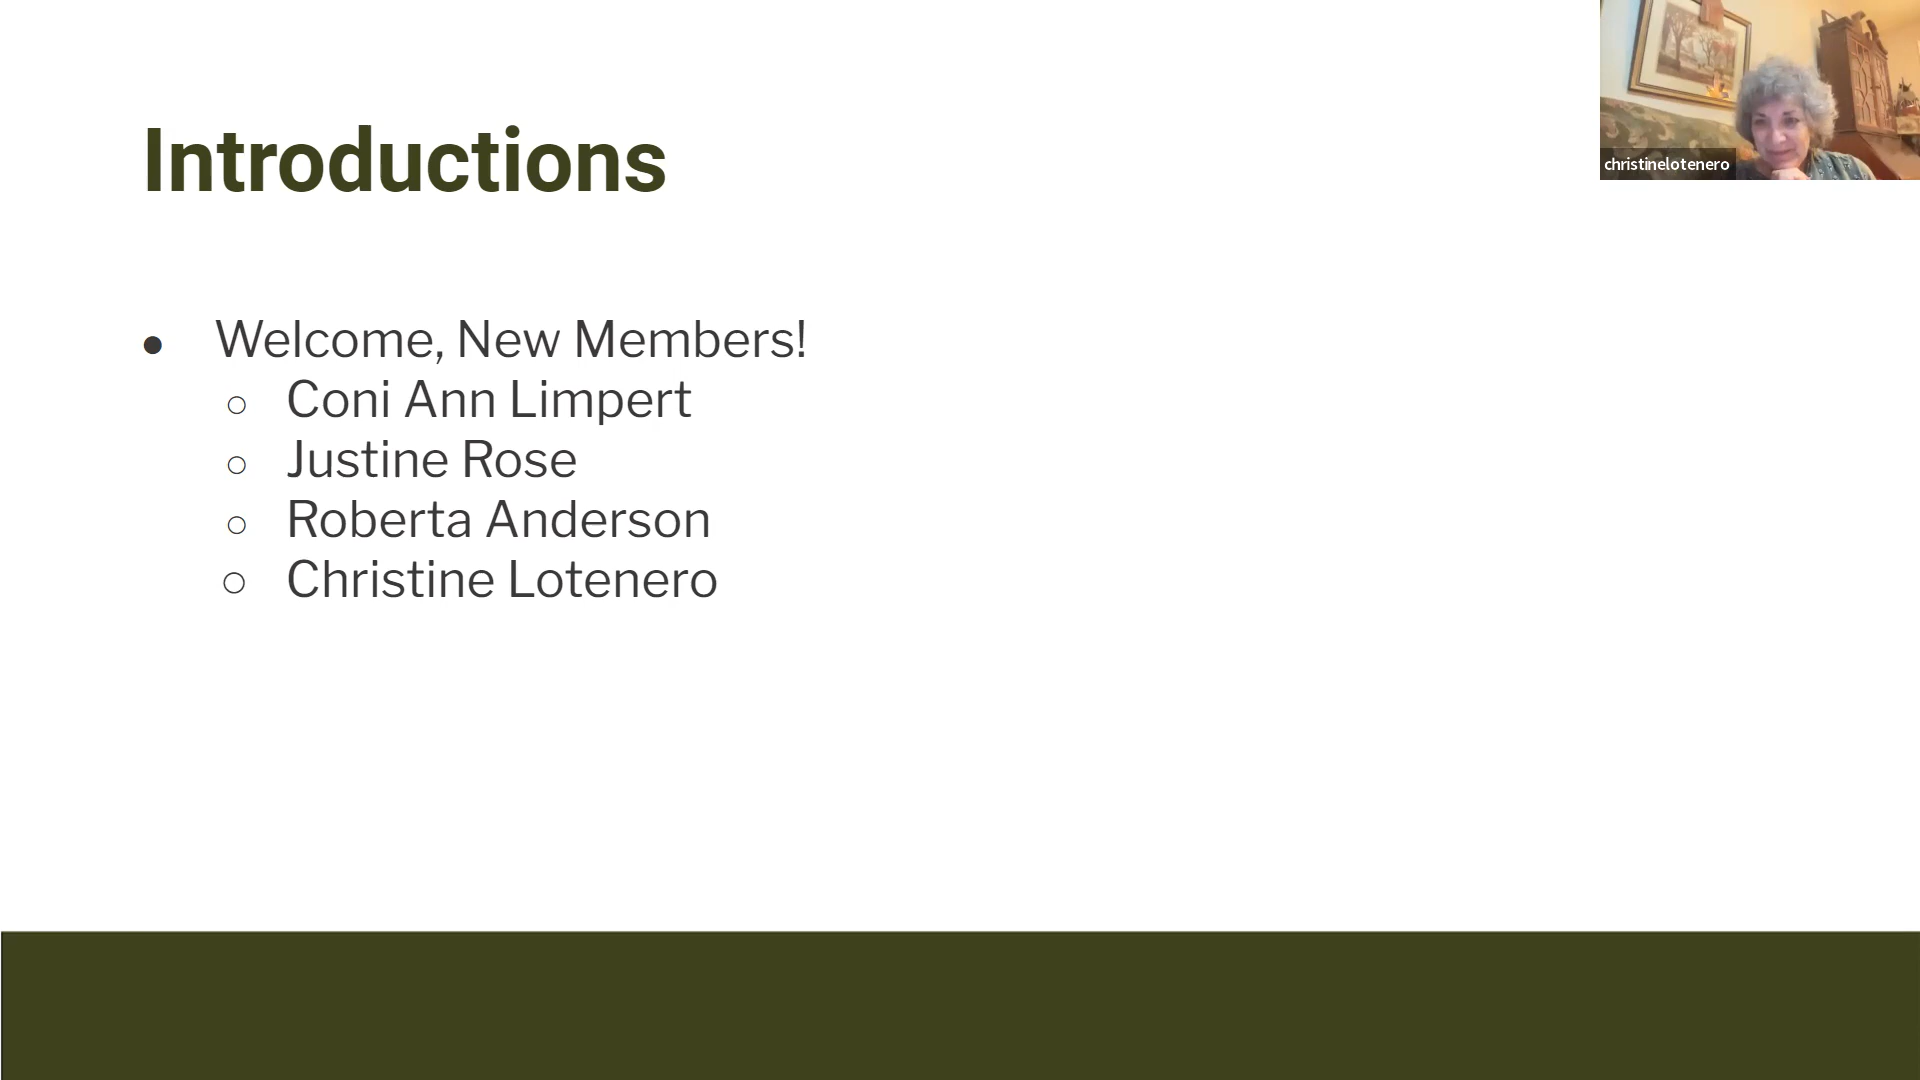 Introductions
christinelotenero
● Welcome, New Members!
○ Coni Ann Limpert
○ Justine Rose
○ Roberta Anderson
○ Christine Lotenero